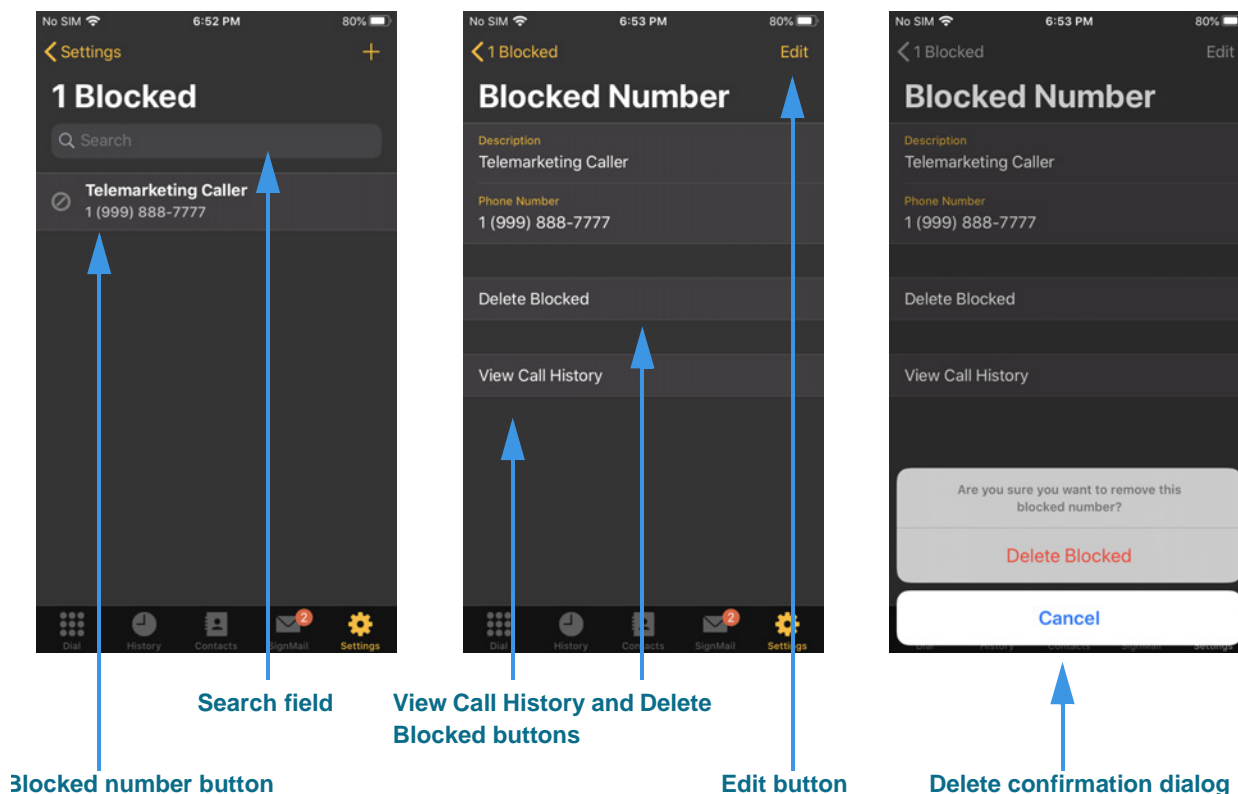 No SIM 6:52 PM 80%
Settings +
1 Blocked
Search
Telemarketing Caller
1 (999) 888-7777
Dial History Contacts SignMail 2 Settings
No SIM 6:53 PM 80%
1 Blocked Edit
Blocked Number
Description
Telemarketing Caller
Phone Number
1 (999) 888-7777
Delete Blocked
View Call History
Dial History Contacts SignMail 2 Settings
No SIM 6:53 PM 80%
1 Blocked Edit
Blocked Number
Description
Telemarketing Caller
Phone Number
1 (999) 888-7777
Delete Blocked
View Call History
Are you sure you want to remove this
blocked number?
Delete Blocked
Cancel
Dial History Contacts SignMail Settings
Search field
View Call History and Delete
Blocked buttons
Blocked number button
Edit button
Delete confirmation dialog